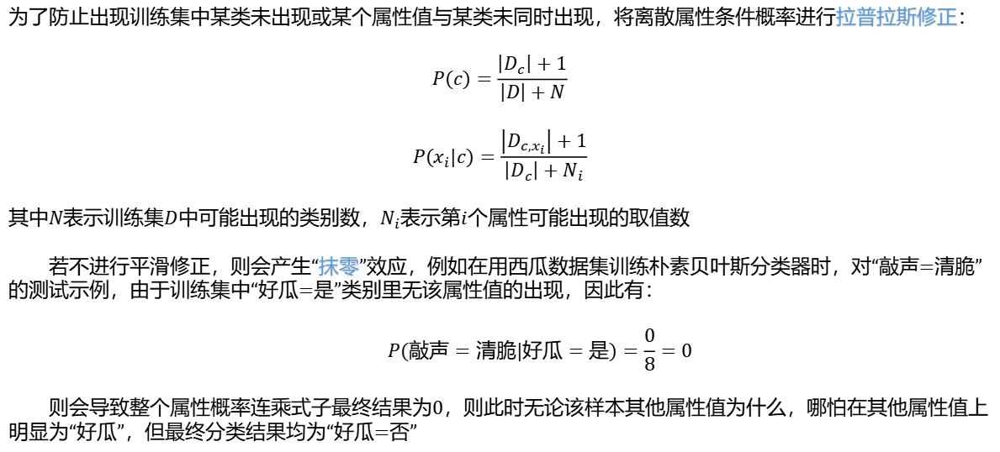 为了防止出现训练集中某类未出现或某个属性值与某类未同时出现，将离散属性条件概率进行拉普拉斯修正：
P(c) = (|D_c| + 1) / (|D| + N)
P(x_i|c) = (|D_{c,x_i}| + 1) / (|D_c| + N_i)
其中N表示训练集D中可能出现的类别数，N_i表示第i个属性可能出现的取值数
若不进行平滑修正，则会产生“抹零”效应，例如在用西瓜数据集训练朴素贝叶斯分类器时，对“敲声=清脆”
的测试示例，由于训练集中“好瓜=是”类别里无该属性值的出现，因此有：
P(敲声 = 清脆|好瓜 = 是) = 0/8 = 0
则会导致整个属性概率连乘式子最终结果为0，则此时无论该样本其他属性值为什么，哪怕在其他属性值上
明显为“好瓜”，但最终分类结果均为“好瓜=否”